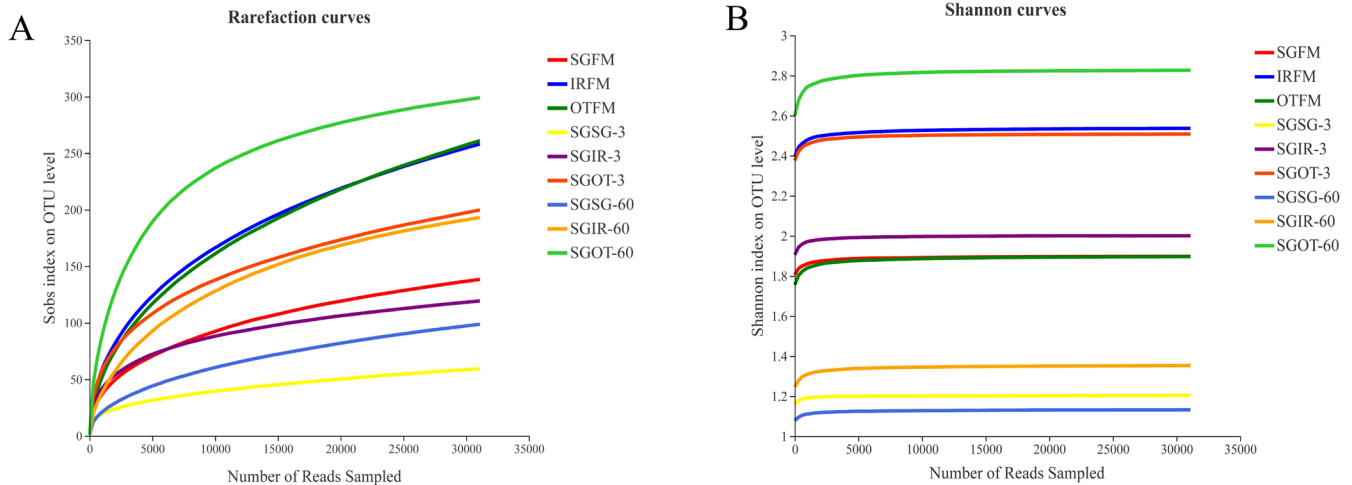 A
Rarefaction curves
350
300
250
200
150
100
50
0
Sobs index on OTU level
0 5000 10000 15000 20000 25000 30000 35000
Number of Reads Sampled
SGFM
IRFM
OTFM
SGSG-3
SGIR-3
SGOT-3
SGSG-60
SGIR-60
SGOT-60
B
Shannon curves
3
2.8
2.6
2.4
2.2
2
1.8
1.6
1.4
1.2
1
Shannon index on OTU level
0 5000 10000 15000 20000 25000 30000 35000
Number of Reads Sampled
SGFM
IRFM
OTFM
SGSG-3
SGIR-3
SGOT-3
SGSG-60
SGIR-60
SGOT-60